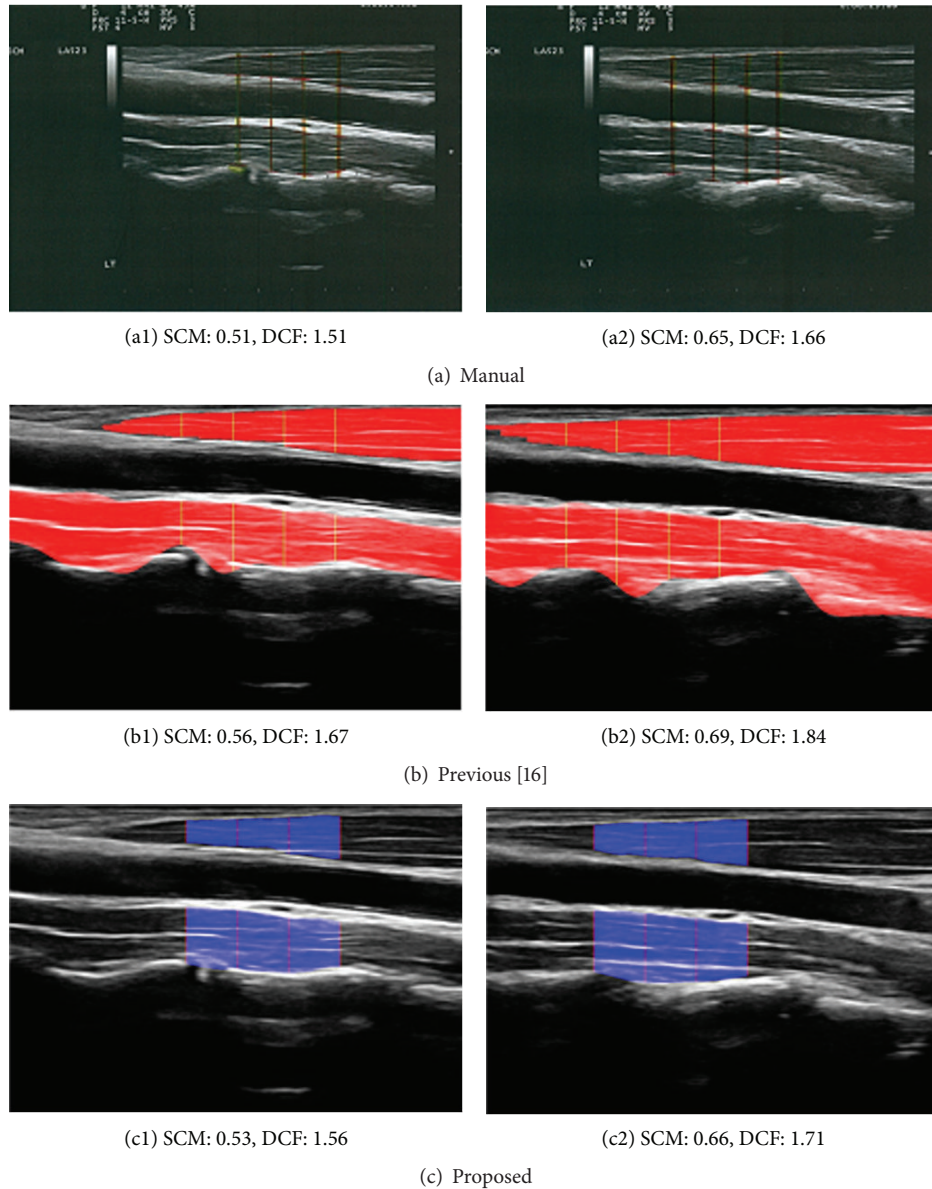 LAS23
LT
LAS23
LT
(a1) SCM: 0.51, DCF: 1.51
(a2) SCM: 0.65, DCF: 1.66
(a) Manual
(b1) SCM: 0.56, DCF: 1.67
(b2) SCM: 0.69, DCF: 1.84
(b) Previous [16]
(c1) SCM: 0.53, DCF: 1.56
(c2) SCM: 0.66, DCF: 1.71
(c) Proposed